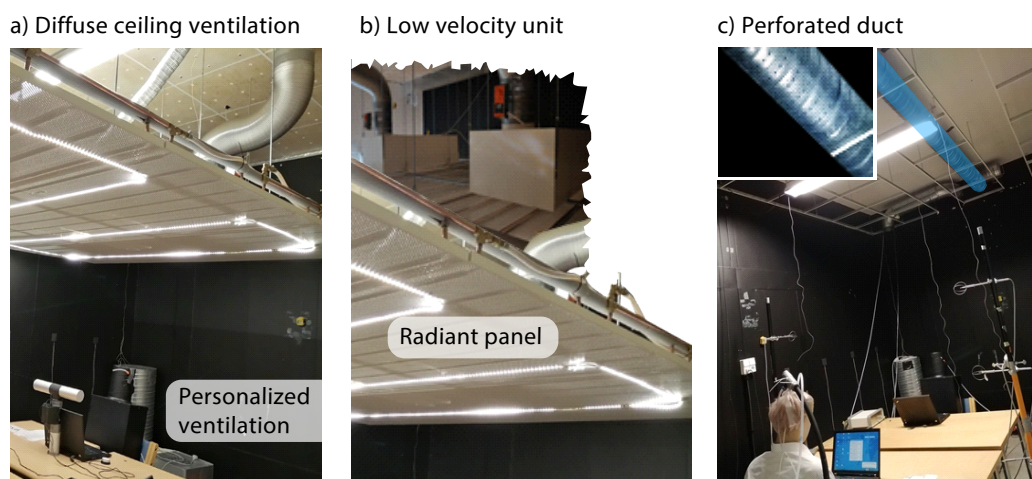 a) Diffuse ceiling ventilation
b) Low velocity unit
c) Perforated duct
Radiant panel
Personalized
ventilation